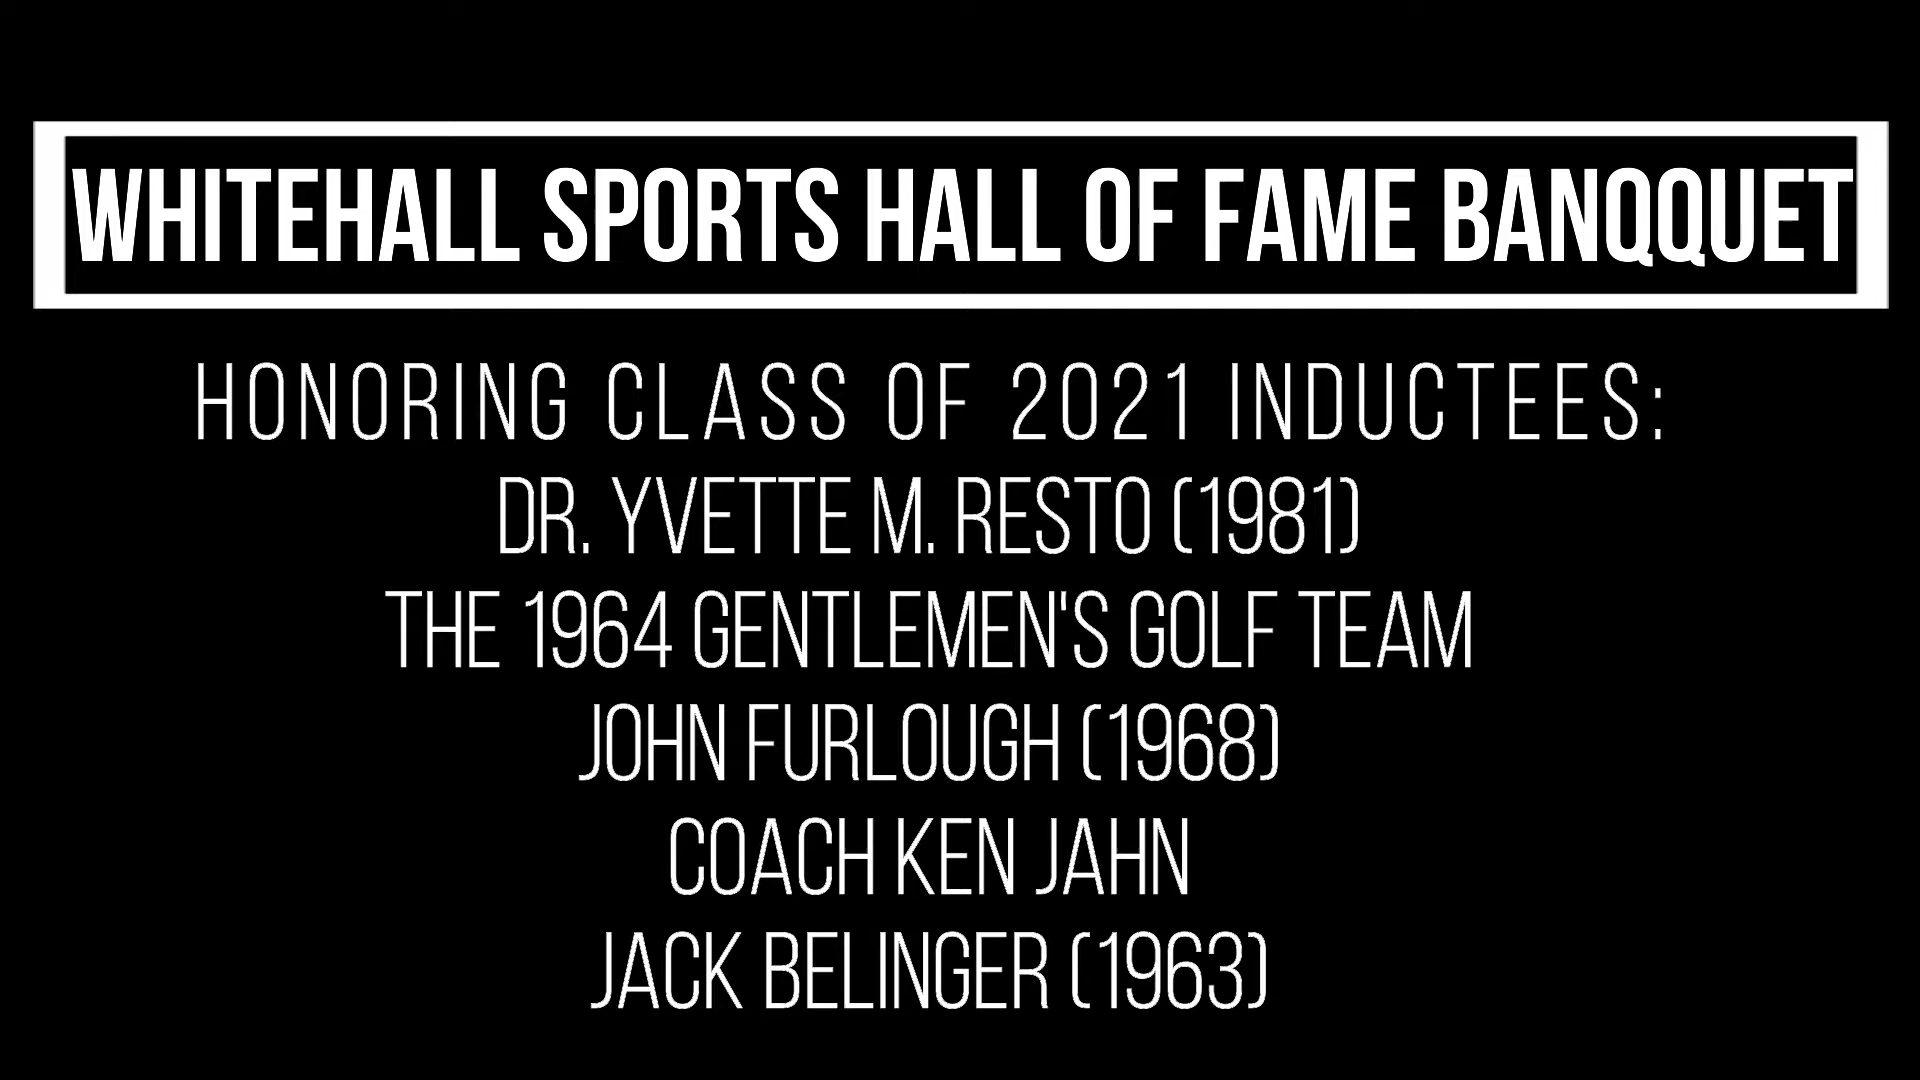 WHITEHALL SPORTS HALL OF FAME BANQQUET
HONORING CLASS OF 2021 INDUCTEES:
DR. YVETTE M. RESTO (1981)
THE 1964 GENTLEMEN'S GOLF TEAM
JOHN FURLOUGH (1968)
COACH KEN JAHN
JACK BELINGER (1963)